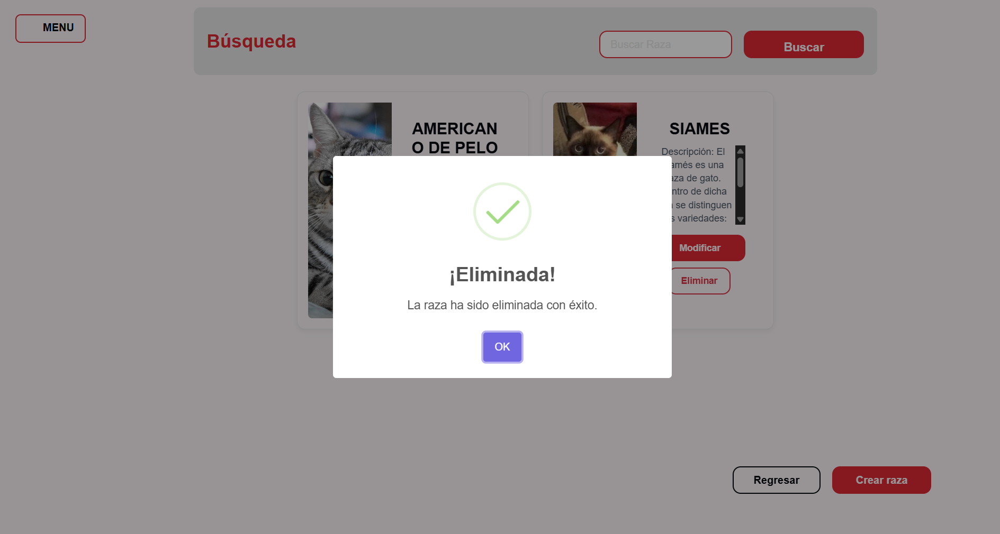 MENU
Búsqueda
Buscar Raza
Buscar
AMERICAN
O DE PELO
SIAMES
Descripción: El
amés es una
aza de gato.
ntro de dicha
se distinguen
s variedades:
Modificar
Eliminar
¡Eliminada!
La raza ha sido eliminada con éxito.
OK
Regresar
Crear raza